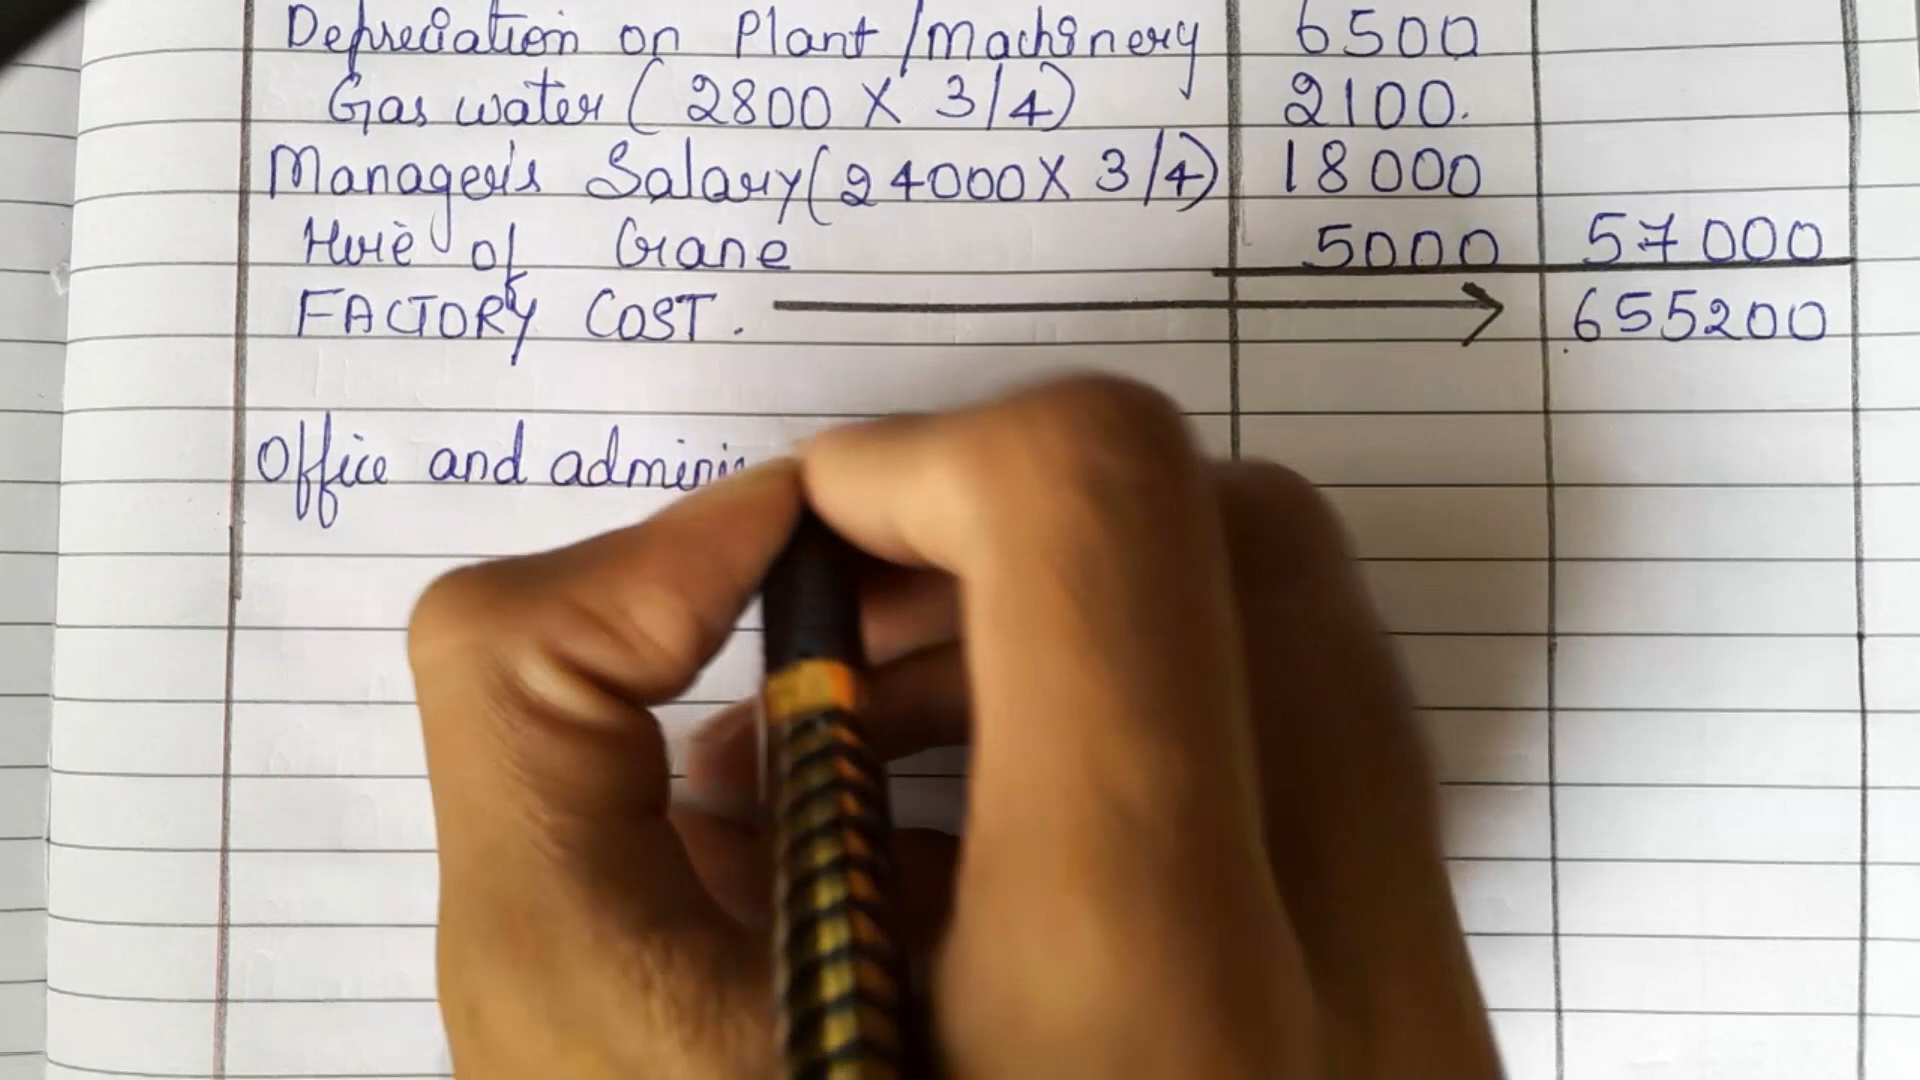 Depreciation on Plant/Machinery 6500
Gas water (2800 X 3/4) 2100.
Manager's Salary (24000 X 3/4) 18000
Hire of Crane 5000 57000
FACTORY COST. 655200
Office and adminis